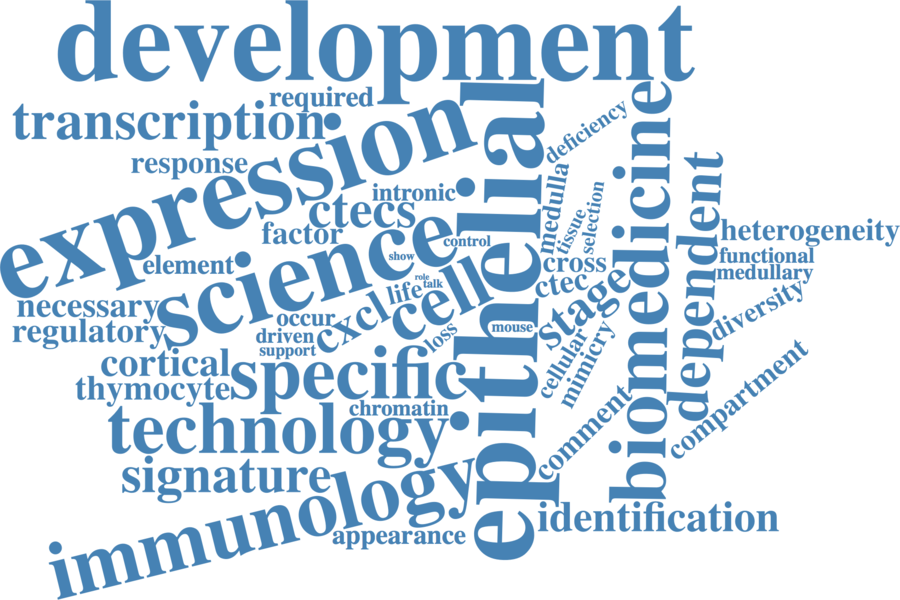 development
required
transcription
expression
response
epithelial
deficiency
biomedicine
intronic
ctecs
factor
medulla
tissue
selection
dependent
heterogeneity
functional
medullary
control
show
science
element
cross
ctec
role
talk
life
cell
cxcl
necessary
regulatory
occur
driven
support
loss
mouse
stage
diversity
cellular
mimicry
cortical
thymocyte
specific
chromatin
technology
comment
compartment
signature
immunology
appearance
identification